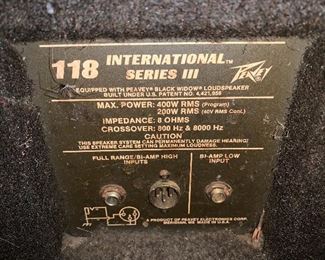 118 INTERNATIONAL™
SERIES III
PEAVEY
EQUIPPED WITH PEAVEY® BLACK WIDOW® LOUDSPEAKER
BUILT UNDER U.S. PATENT NO. 4,421,958
MAX. POWER: 400W RMS (Program)
200W RMS (40V RMS Cont.)
IMPEDANCE: 8 OHMS
CROSSOVER: 800 Hz & 8000 Hz
CAUTION
THIS SPEAKER SYSTEM CAN PERMANENTLY DAMAGE HEARING!
USE EXTREME CARE SETTING MAXIMUM LOUDNESS.
FULL RANGE/BI-AMP HIGH
INPUTS
BI-AMP LOW
INPUT
A PRODUCT OF PEAVEY ELECTRONICS CORP.
MERIDIAN, MS. MADE IN U.S.A.